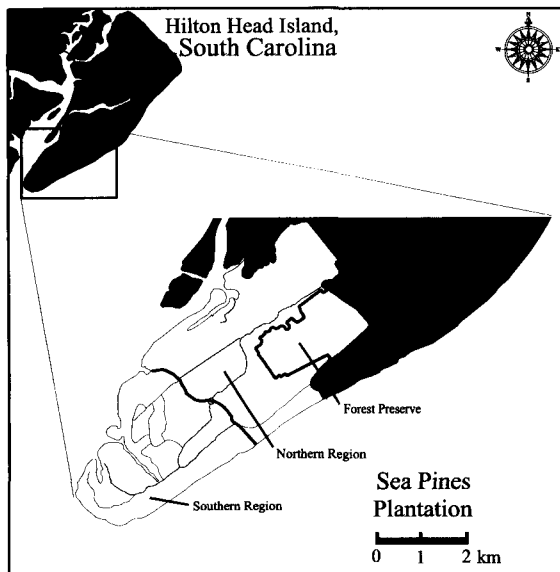 Hilton Head Island,
South Carolina
N
W
E
S
Forest Preserve
Northern Region
Southern Region
Sea Pines
Plantation
0 1 2 km